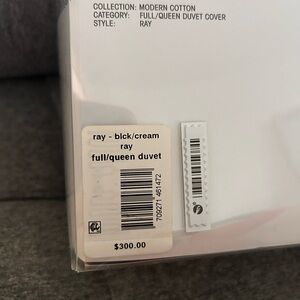 COLLECTION: MODERN COTTON
CATEGORY: FULL/QUEEN DUVET COVER
STYLE: RAY
ray - blck/cream
ray
full/queen duvet
709271 461472
$300.00